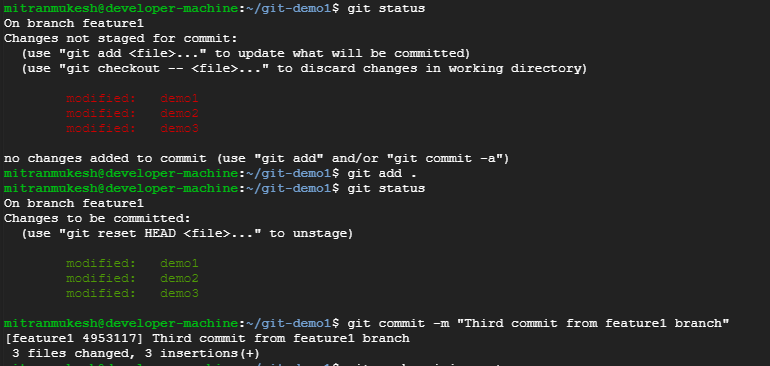 mitranmukesh@developer-machine:~/git-demo1$ git status
On branch feature1
Changes not staged for commit:
  (use "git add <file>..." to update what will be committed)
  (use "git checkout -- <file>..." to discard changes in working directory)
        modified:   demo1
        modified:   demo2
        modified:   demo3
no changes added to commit (use "git add" and/or "git commit -a")
mitranmukesh@developer-machine:~/git-demo1$ git add .
mitranmukesh@developer-machine:~/git-demo1$ git status
On branch feature1
Changes to be committed:
  (use "git reset HEAD <file>..." to unstage)
        modified:   demo1
        modified:   demo2
        modified:   demo3
mitranmukesh@developer-machine:~/git-demo1$ git commit -m "Third commit from feature1 branch"
[feature1 4953117] Third commit from feature1 branch
 3 files changed, 3 insertions(+)